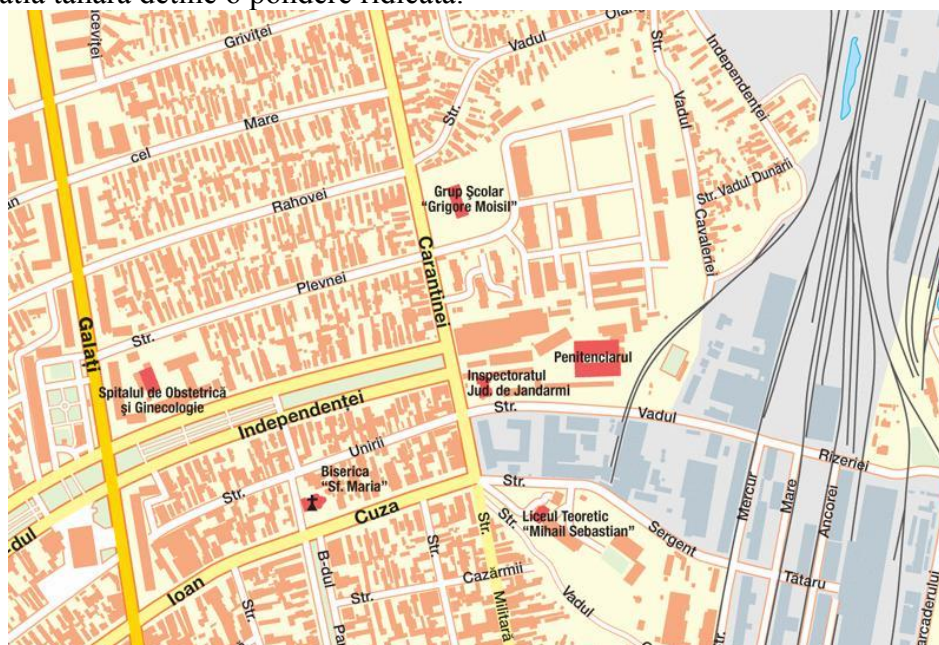 Griviței
Vadul
Str.
Independenței
Mare
cel
Str.
Vadul
Str. Vadul Dunării
Rahovei
Grup Școlar
"Grigore Moisil"
Cavaleriei
Carantinei
Plevnei
Str.
Galați
Penitenciarul
Spitalul de Obstetrică
și Ginecologie
Inspectoratul
Jud. de Jandarmi
Independenței
Str.
Vadul
Rizeriei
Unirii
Str.
Biserica
"Sf. Maria"
Cuza
Str.
Sergent
Tătaru
Liceul Teoretic
"Mihail Sebastian"
Mercur
Mare
Ancorei
Str.
Str.
Str.
Ioan
B-dul
Cazărmii
Str.
Str.
Militară
Vadul
Str.